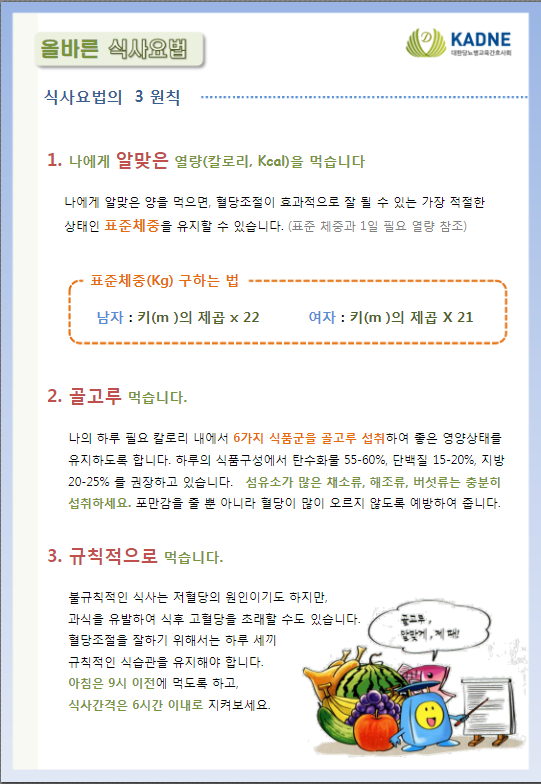 올바른 식사요법
KADNE
대한당뇨병교육간호사회
식사요법의 3 원칙
1. 나에게 알맞은 열량(칼로리, Kcal)을 먹습니다
나에게 알맞은 양을 먹으면, 혈당조절이 효과적으로 잘 될 수 있는 가장 적절한
상태인 표준체중을 유지할 수 있습니다. (표준 체중과 1일 필요 열량 참조)
표준체중(Kg) 구하는 법
남자 : 키(m )의 제곱 x 22 여자 : 키(m )의 제곱 X 21
2. 골고루 먹습니다.
나의 하루 필요 칼로리 내에서 6가지 식품군을 골고루 섭취하여 좋은 영양상태를
유지하도록 합니다. 하루의 식품구성에서 탄수화물 55-60%, 단백질 15-20%, 지방
20-25% 를 권장하고 있습니다. 섬유소가 많은 채소류, 해조류, 버섯류는 충분히
섭취하세요. 포만감을 줄 뿐 아니라 혈당이 많이 오르지 않도록 예방하여 줍니다.
3. 규칙적으로 먹습니다.
불규칙적인 식사는 저혈당의 원인이기도 하지만,
과식을 유발하여 식후 고혈당을 초래할 수도 있습니다.
혈당조절을 잘하기 위해서는 하루 세끼
규칙적인 식습관을 유지해야 합니다.
아침은 9시 이전에 먹도록 하고,
식사간격은 6시간 이내로 지켜보세요.
골고루,
알맞게, 제 때!